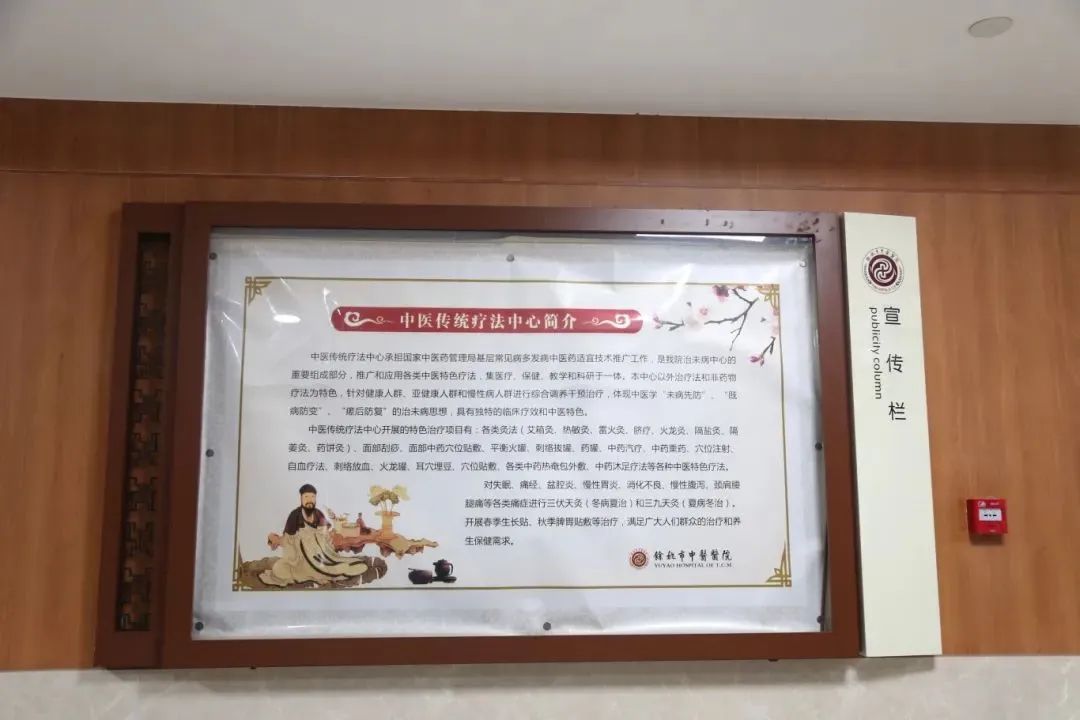 中医传统疗法中心简介
中医传统疗法中心承担国家中医药管理局基层常见病多发病中医药适宜技术推广工作，是我院治未病中心的
重要组成部分，推广和应用各类中医特色疗法，集医疗、保健、教学和科研于一体。本中心以外治疗法和非药物
疗法为特色，针对健康人群、亚健康人群和慢性病人群进行综合调养干预治疗，体现中医学“未病先防”、“既
病防变”、“瘥后防复”的治未病思想，具有独特的临床疗效和中医特色。
中医传统疗法中心开展的特色治疗项目有：各类灸法（艾箱灸、热敏灸、雷火灸、脐疗、火龙灸、隔盐灸、隔
姜灸、药饼灸）、面部刮痧、面部中药穴位贴敷、平衡火罐、刺络拔罐、药罐、中药汽疗、中药熏药、穴位注射、
自血疗法、刺络放血、火龙罐、耳穴埋豆、穴位贴敷、各类中药热奄包外敷、中药沐足疗法等各种中医特色疗法。
对失眠、痛经、盆腔炎、慢性胃炎、消化不良、慢性腹泻、颈肩腰
腿痛等各类痛症进行三伏天灸（冬病夏治）和三九天灸（夏病冬治）。
开展春季生长贴、秋季脾胃贴敷等治疗，满足广大人们群众的治疗和养
生保健需求。
餘姚市中醫醫院
YUYAO HOSPITAL OF T.C.M
宣传栏
publicity column